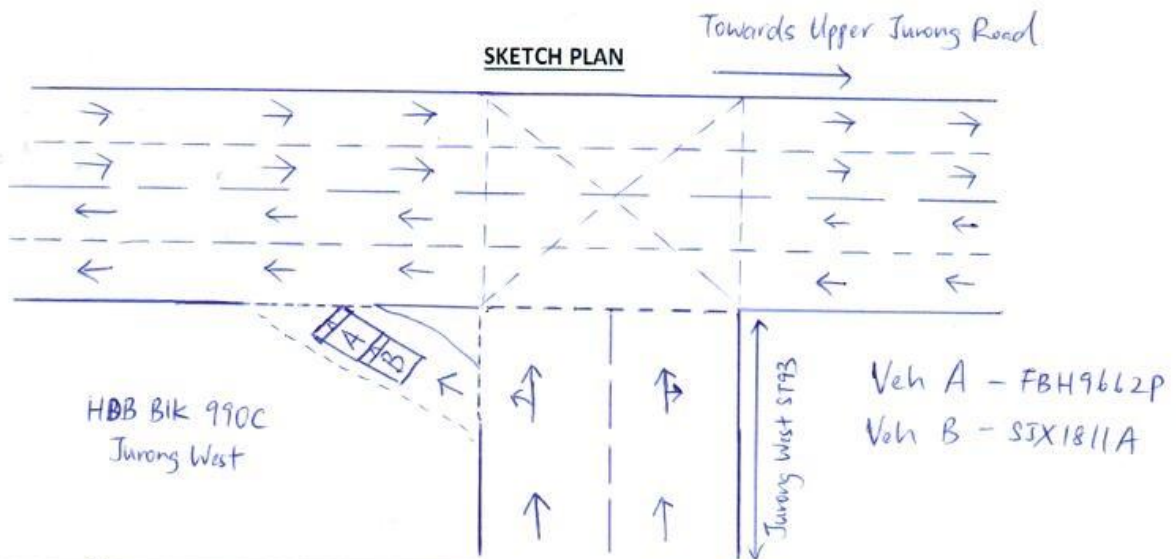 Towards Upper Jurong Road
SKETCH PLAN
A
B
HDB Blk 990C
Jurong West
Jurong West ST93
Veh A - FBH9662P
Veh B - SJX1811A